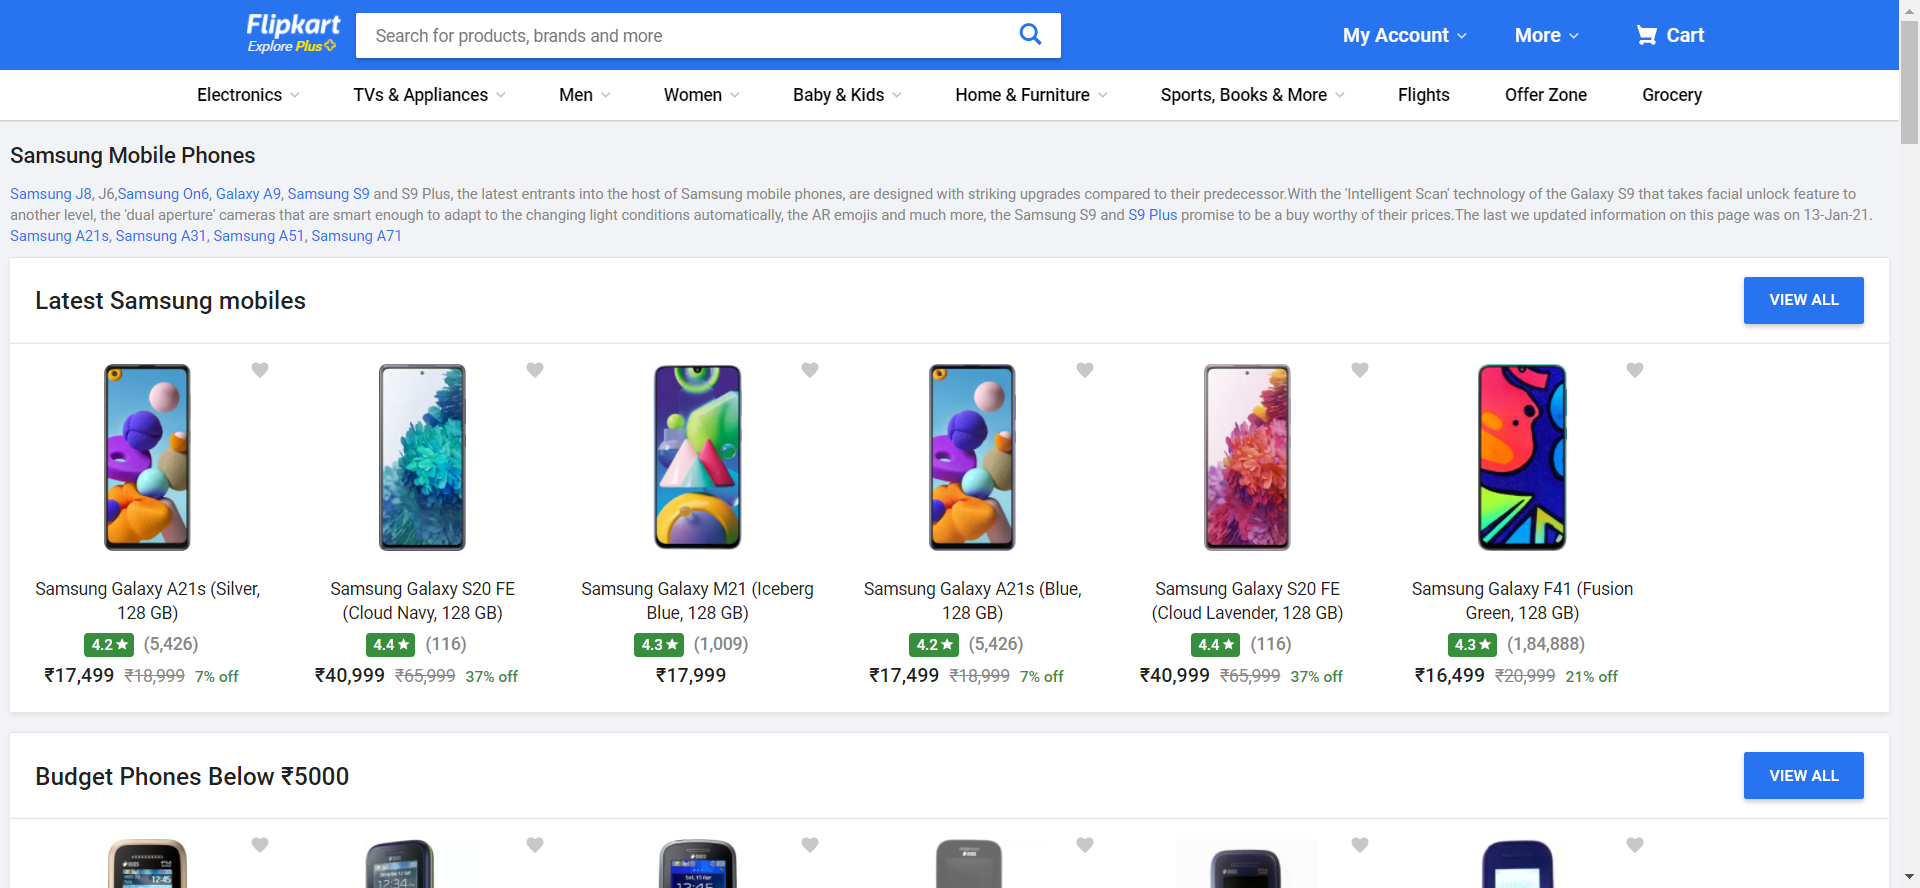 Flipkart
Explore Plus
Search for products, brands and more
My Account
More
Cart
Electronics
TVs & Appliances
Men
Women
Baby & Kids
Home & Furniture
Sports, Books & More
Flights
Offer Zone
Grocery
Samsung Mobile Phones
Samsung J8, J6,Samsung On6, Galaxy A9, Samsung S9 and S9 Plus, the latest entrants into the host of Samsung mobile phones, are designed with striking upgrades compared to their predecessor.With the 'Intelligent Scan' technology of the Galaxy S9 that takes facial unlock feature to
another level, the 'dual aperture' cameras that are smart enough to adapt to the changing light conditions automatically, the AR emojis and much more, the Samsung S9 and S9 Plus promise to be a buy worthy of their prices.The last we updated information on this page was on 13-Jan-21.
Samsung A21s, Samsung A31, Samsung A51, Samsung A71
Latest Samsung mobiles
VIEW ALL
Samsung Galaxy A21s (Silver,
128 GB)
4.2 (5,426)
₹17,499 ₹18,999 7% off
Samsung Galaxy S20 FE
(Cloud Navy, 128 GB)
4.4 (116)
₹40,999 ₹65,999 37% off
Samsung Galaxy M21 (Iceberg
Blue, 128 GB)
4.3 (1,009)
₹17,999
Samsung Galaxy A21s (Blue,
128 GB)
4.2 (5,426)
₹17,499 ₹18,999 7% off
Samsung Galaxy S20 FE
(Cloud Lavender, 128 GB)
4.4 (116)
₹40,999 ₹65,999 37% off
Samsung Galaxy F41 (Fusion
Green, 128 GB)
4.3 (1,84,888)
₹16,499 ₹20,999 21% off
Budget Phones Below ₹5000
VIEW ALL
DUOS
12:45
12:34
DUOS
Sat, 15 Apr
12:45
DUOS